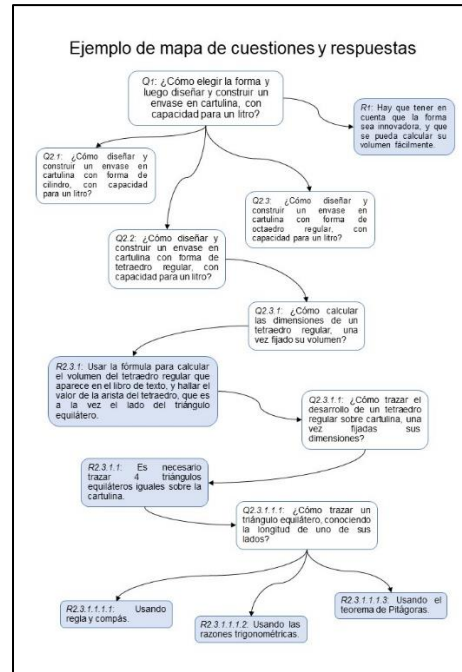 Ejemplo de mapa de cuestiones y respuestas
Q1: ¿Cómo elegir la forma y
luego diseñar y construir un
envase en cartulina, con
capacidad para un litro?
R1: Hay que tener en
cuenta que la forma
sea innovadora, y que
se pueda calcular su
volumen fácilmente.
Q2.1: ¿Cómo diseñar y
construir un envase en
cartulina con forma de
cilindro, con capacidad
para un litro?
Q2.3: ¿Cómo diseñar y
construir un envase en
cartulina con forma de
octaedro regular, con
capacidad para un litro?
Q2.2: ¿Cómo diseñar y
construir un envase en
cartulina con forma de
tetraedro regular, con
capacidad para un litro?
Q2.3.1: ¿Cómo calcular
las dimensiones de un
tetraedro regular, una
vez fijado su volumen?
R2.3.1: Usar la fórmula para calcular
el volumen del tetraedro regular que
aparece en el libro de texto, y hallar el
valor de la arista del tetraedro, que es
a la vez el lado del triángulo
equilátero.
Q2.3.1.1: ¿Cómo trazar el
desarrollo de un tetraedro
regular sobre cartulina, una
vez fijadas sus
dimensiones?
R2.3.1.1: Es necesario
trazar 4 triángulos
equiláteros iguales sobre la
cartulina.
Q2.3.1.1.1: ¿Cómo trazar un
triángulo equilátero, conociendo
la longitud de uno de sus
lados?
R2.3.1.1.1.1: Usando
regla y compás.
R2.3.1.1.1.2: Usando las
razones trigonométricas.
R2.3.1.1.1.3: Usando el
teorema de Pitágoras.